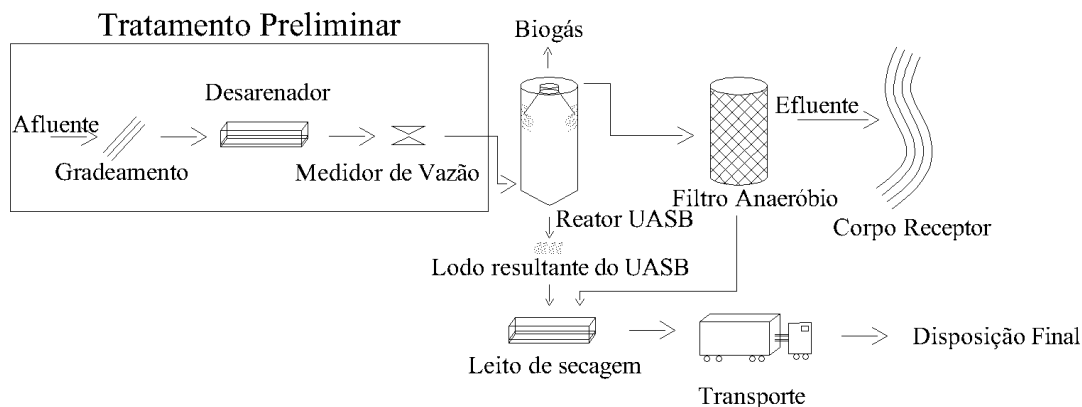 Tratamento Preliminar
Biogás
Desarenador
Afluente
Efluente
Gradeamento
Medidor de Vazão
Filtro Anaeróbio
Reator UASB
Corpo Receptor
Lodo resultante do UASB
Disposição Final
Leito de secagem
Transporte